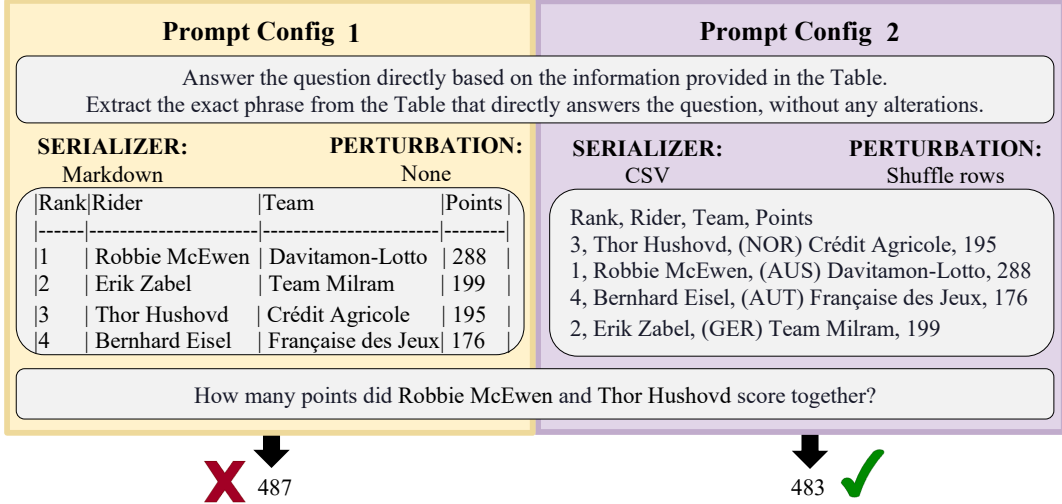 Prompt Config 1
Prompt Config 2
Answer the question directly based on the information provided in the Table.
Extract the exact phrase from the Table that directly answers the question, without any alterations.
SERIALIZER:
PERTURBATION:
Markdown
None
|Rank|Rider |Team |Points |
|------|---------------------|----------------------|--------|
|1 | Robbie McEwen | Davitamon-Lotto | 288 |
|2 | Erik Zabel | Team Milram | 199 |
|3 | Thor Hushovd | Crédit Agricole | 195 |
|4 | Bernhard Eisel | Française des Jeux| 176 |
SERIALIZER:
PERTURBATION:
CSV
Shuffle rows
Rank, Rider, Team, Points
3, Thor Hushovd, (NOR) Crédit Agricole, 195
1, Robbie McEwen, (AUS) Davitamon-Lotto, 288
4, Bernhard Eisel, (AUT) Française des Jeux, 176
2, Erik Zabel, (GER) Team Milram, 199
How many points did Robbie McEwen and Thor Hushovd score together?
487
483